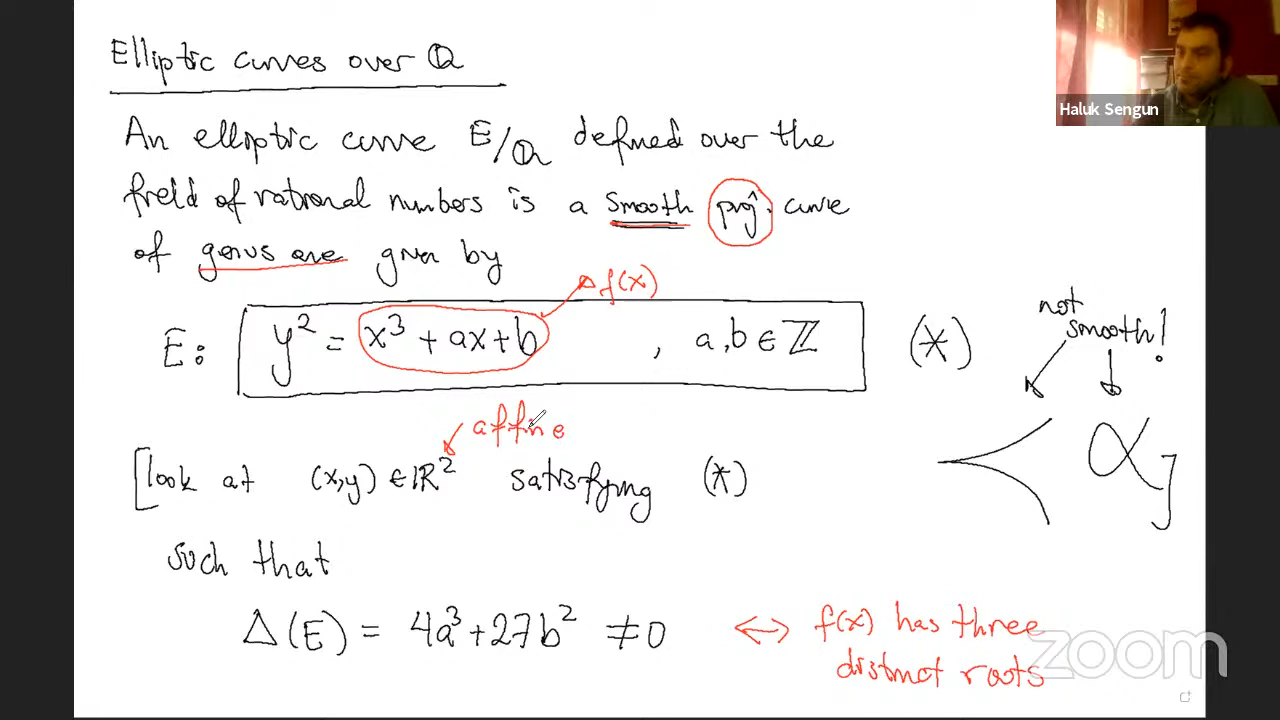 Elliptic curves over ℚ
Haluk Sengun
An elliptic curve E/ℚ defined over the
field of rational numbers is a smooth proj. curve
of genus one given by
f(x)
E: y² = x³ + ax + b , a, b ∈ ℤ (*)
not
smooth!
affine
[look at (x,y) ∈ ℝ² satisfying (*)
]
such that
Δ(E) = 4a³ + 27b² ≠ 0 ↔ f(x) has three
distinct roots
zoom